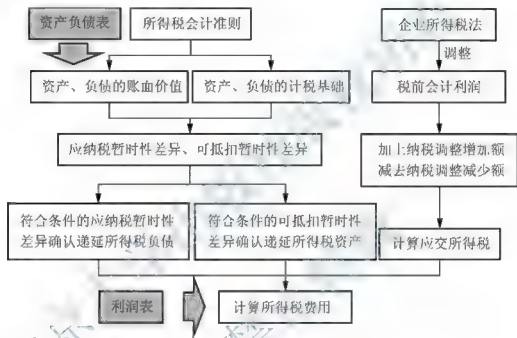 资产负债表
所得税会计准则
企业所得税法
调整
资产、负债的账面价值
资产、负债的计税基础
税前会计利润
应纳税暂时性差异、可抵扣暂时性差异
加上纳税调整增加额
减去纳税调整减少额
符合条件的应纳税暂时性
差异确认递延所得税负债
符合条件的可抵扣暂时性
差异确认递延所得税资产
计算应交所得税
利润表
计算所得税费用